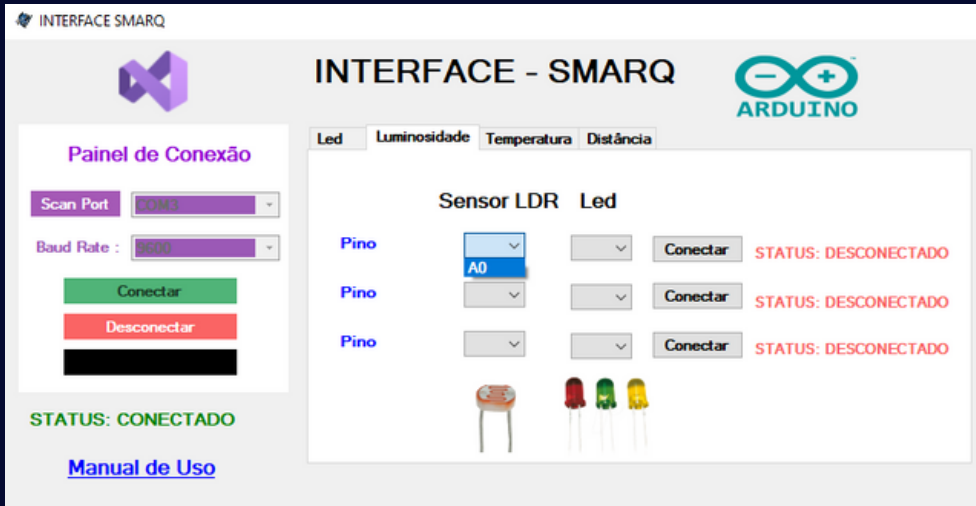 INTERFACE SMARQ
INTERFACE - SMARQ
ARDUINO
Painel de Conexão
Scan Port COM3
Baud Rate : 9600
Conectar
Desconectar
STATUS: CONECTADO
Manual de Uso
Led Luminosidade Temperatura Distância
Sensor LDR Led
Pino Conectar STATUS: DESCONECTADO
A0
Pino Conectar STATUS: DESCONECTADO
Pino Conectar STATUS: DESCONECTADO